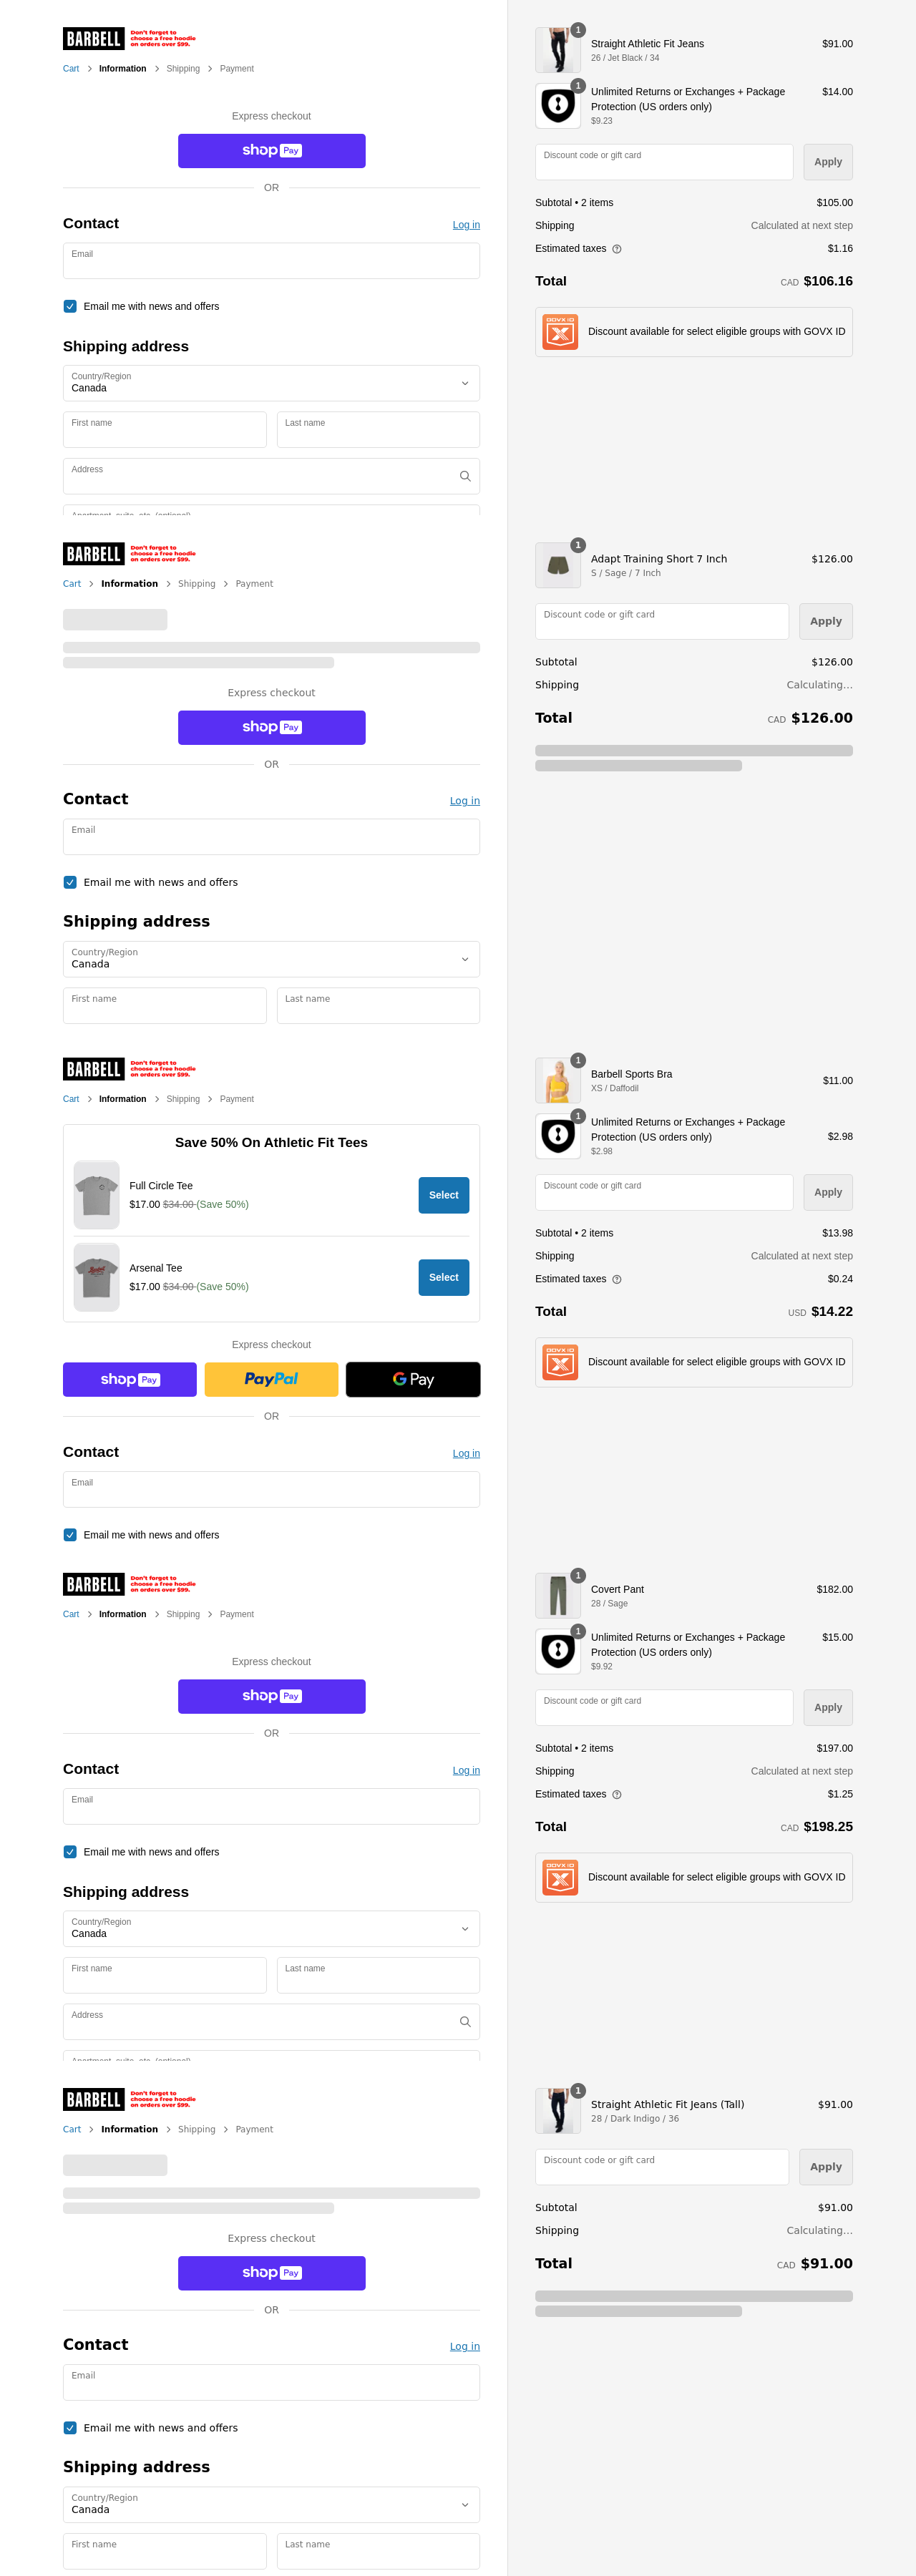 BARBELL
Don't forget to
choose a free hoodie
on orders over $99.
Cart > Information > Shipping > Payment
Express checkout
shop Pay
OR
Contact
Log in
Email
Email me with news and offers
Shipping address
Country/Region
Canada
First name
Last name
Address
1
Straight Athletic Fit Jeans
$91.00
26 / Jet Black / 34
1
Unlimited Returns or Exchanges + Package
Protection (US orders only)
$14.00
$9.23
Discount code or gift card
Apply
Subtotal • 2 items
$105.00
Shipping
Calculated at next step
Estimated taxes
$1.16
Total
CAD $106.16
GOVX ID
Discount available for select eligible groups with GOVX ID
BARBELL
Don't forget to
choose a free hoodie
on orders over $99.
Cart > Information > Shipping > Payment
Express checkout
shop Pay
OR
Contact
Log in
Email
Email me with news and offers
Shipping address
Country/Region
Canada
First name
Last name
1
Adapt Training Short 7 Inch
$126.00
S / Sage / 7 Inch
Discount code or gift card
Apply
Subtotal
$126.00
Shipping
Calculating...
Total
CAD $126.00
BARBELL
Don't forget to
choose a free hoodie
on orders over $99.
Cart > Information > Shipping > Payment
Save 50% On Athletic Fit Tees
Full Circle Tee
$17.00 $34.00 (Save 50%)
Select
Arsenal Tee
$17.00 $34.00 (Save 50%)
Select
Express checkout
shop Pay
PayPal
G Pay
OR
Contact
Log in
Email
Email me with news and offers
1
Barbell Sports Bra
$11.00
XS / Daffodil
1
Unlimited Returns or Exchanges + Package
Protection (US orders only)
$2.98
$2.98
Discount code or gift card
Apply
Subtotal • 2 items
$13.98
Shipping
Calculated at next step
Estimated taxes
$0.24
Total
USD $14.22
GOVX ID
Discount available for select eligible groups with GOVX ID
BARBELL
Don't forget to
choose a free hoodie
on orders over $99.
Cart > Information > Shipping > Payment
Express checkout
shop Pay
OR
Contact
Log in
Email
Email me with news and offers
Shipping address
Country/Region
Canada
First name
Last name
Address
1
Covert Pant
$182.00
28 / Sage
1
Unlimited Returns or Exchanges + Package
Protection (US orders only)
$15.00
$9.92
Discount code or gift card
Apply
Subtotal • 2 items
$197.00
Shipping
Calculated at next step
Estimated taxes
$1.25
Total
CAD $198.25
GOVX ID
Discount available for select eligible groups with GOVX ID
BARBELL
Don't forget to
choose a free hoodie
on orders over $99.
Cart > Information > Shipping > Payment
Express checkout
shop Pay
OR
Contact
Log in
Email
Email me with news and offers
Shipping address
Country/Region
Canada
First name
Last name
1
Straight Athletic Fit Jeans (Tall)
$91.00
28 / Dark Indigo / 36
Discount code or gift card
Apply
Subtotal
$91.00
Shipping
Calculating...
Total
CAD $91.00